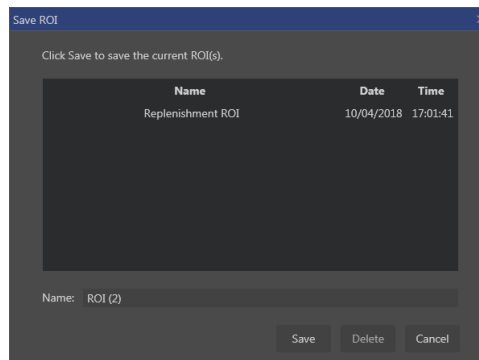 Save ROI
Click Save to save the current ROI(s).
Name Date Time
Replenishment ROI 10/04/2018 17:01:41
Name: ROI (2)
Save Delete Cancel